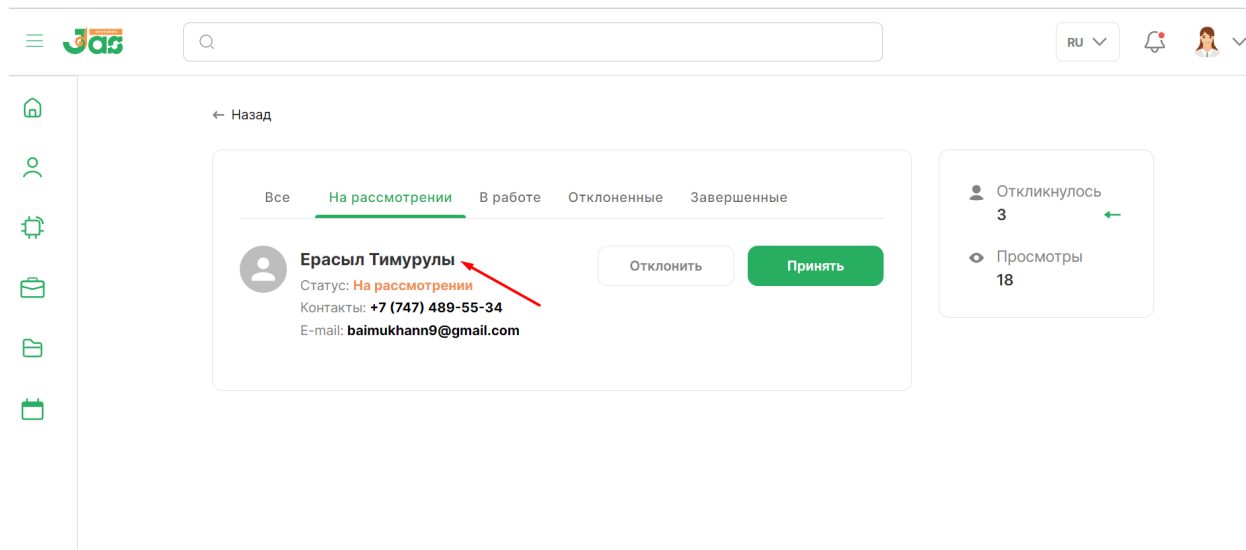 Jas
RU
← Назад
Все На рассмотрении В работе Отклоненные Завершенные
Ерасыл Тимурулы
Статус: На рассмотрении
Контакты: +7 (747) 489-55-34
E-mail: baimukhann9@gmail.com
Отклонить Принять
Откликнулось
3 ←
Просмотры
18